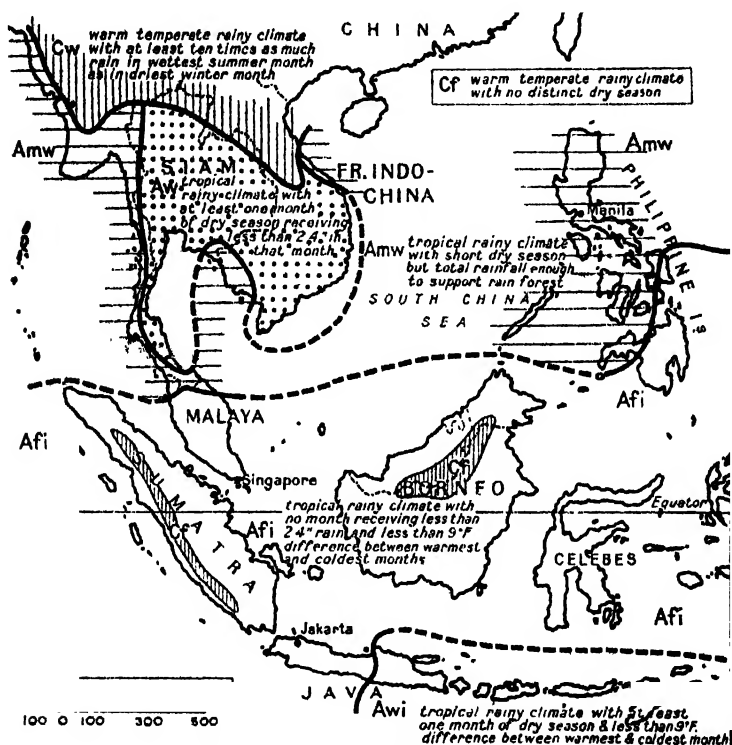 CHINA
Cw
warm temperate rainy climate
with at least ten times as much
rain in wettest summer month
as in driest winter month
Cf warm temperate rainy climate
with no distinct dry season
Amw
SIAM
Aw
tropical
rainy climate with
at least one month
of dry season receiving
less than 2·4" in
that month
FR. INDO-
CHINA
Amw
tropical rainy climate
with short dry season
but total rainfall enough
to support rain forest
SOUTH CHINA
SEA
Amw
Manila
PHILIPPINE Is
Afi
Afi
MALAYA
Singapore
SUMATRA
Cf
Afi
Cf
BORNEO
tropical rainy climate with
no month receiving less than
2·4" rain and less than 9°F
difference between warmest
and coldest months
Equator
CELEBES
Afi
Jakarta
JAVA
Awi
tropical rainy climate with at least
one month of dry season & less than 9°F.
difference between warmest & coldest month
100 0 100 300 500